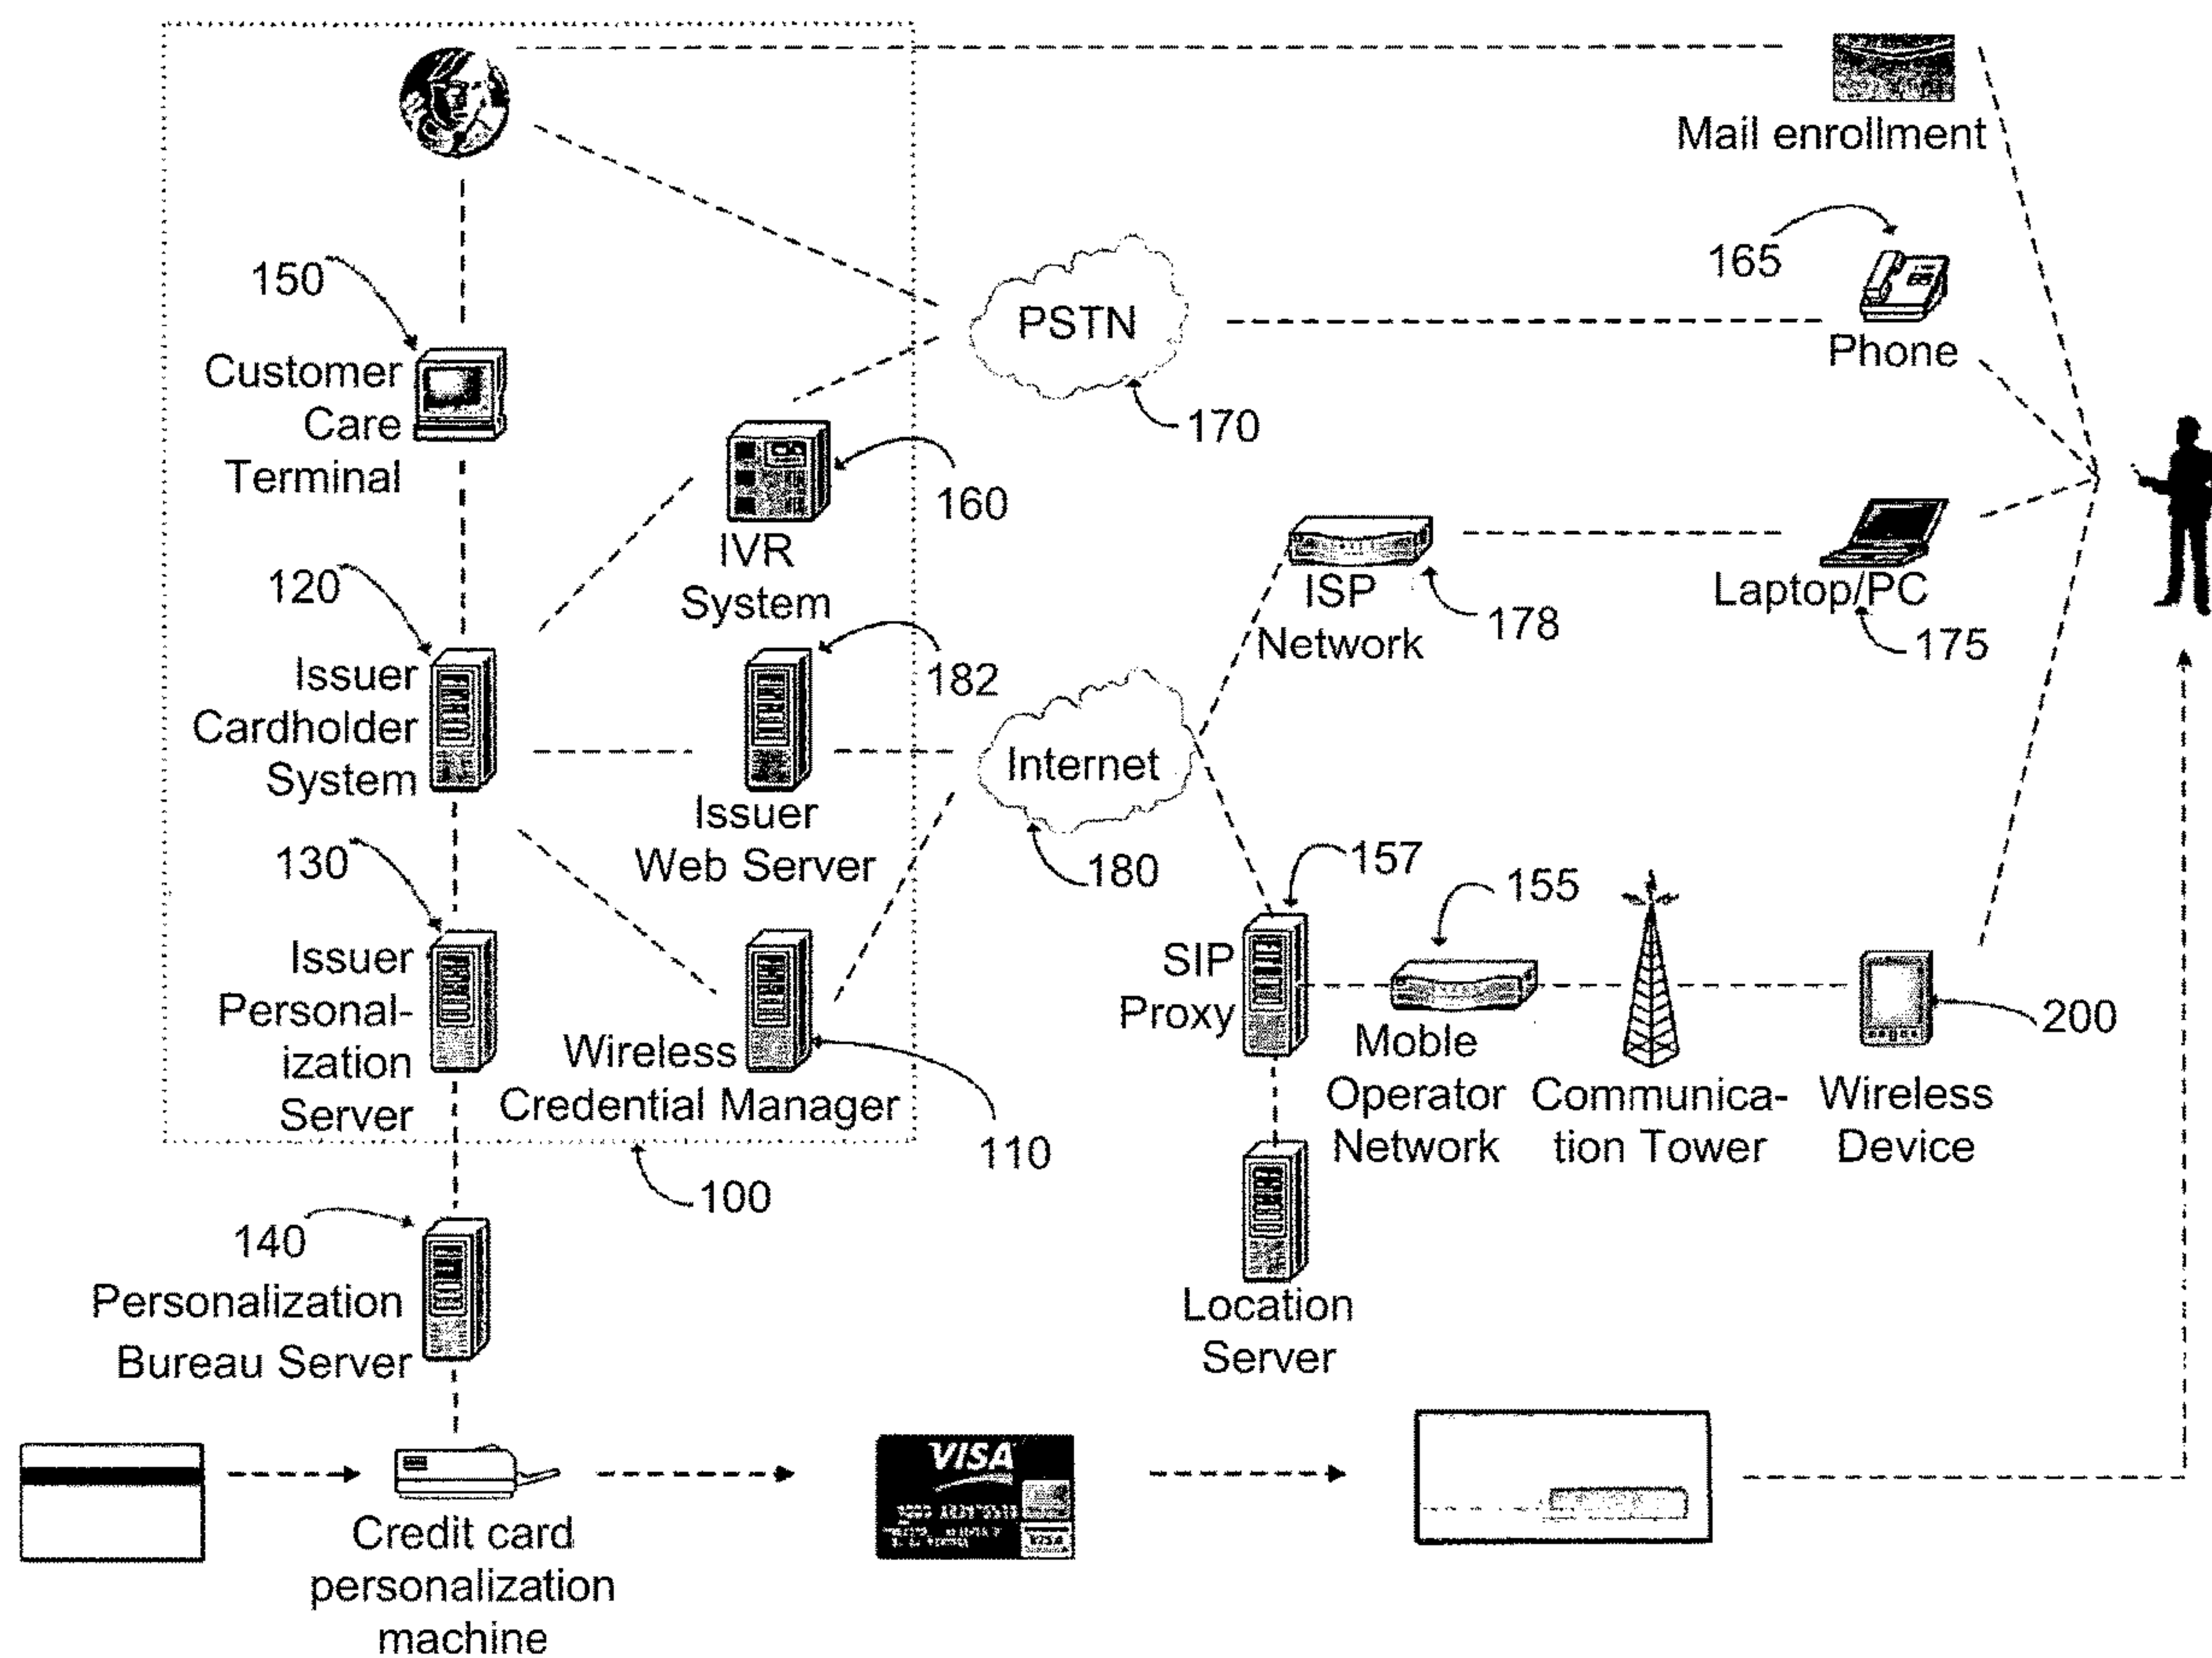 Mail enrollment
165
Phone
150
Customer
Care
Terminal
PSTN
170
160
IVR
System
ISP
Network
178
Laptop/PC
175
120
Issuer
Cardholder
System
182
Issuer
Web Server
Internet
180
130
Issuer
Personal-
ization
Server
Wireless
Credential Manager
110
100
157
SIP
Proxy
155
Moble
Operator
Network
Communica-
tion Tower
Wireless
Device
200
Location
Server
140
Personalization
Bureau Server
Credit card
personalization
machine
VISA
VISA